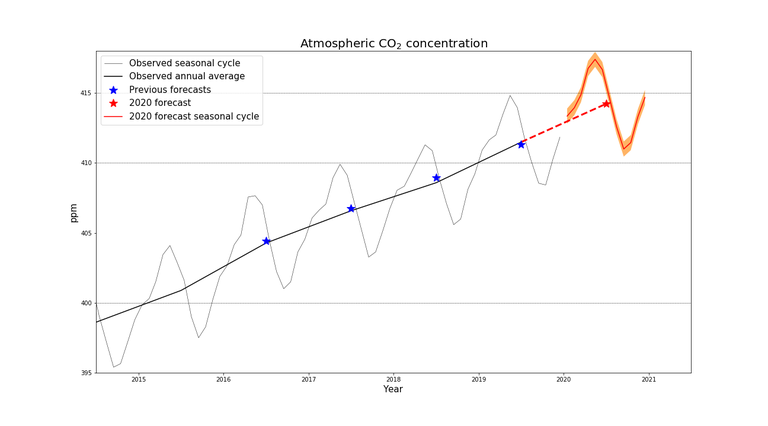 Atmospheric CO₂ concentration
Observed seasonal cycle
Observed annual average
Previous forecasts
2020 forecast
2020 forecast seasonal cycle
415
410
405
400
395
ppm
2015 2016 2017 2018 2019 2020 2021
Year